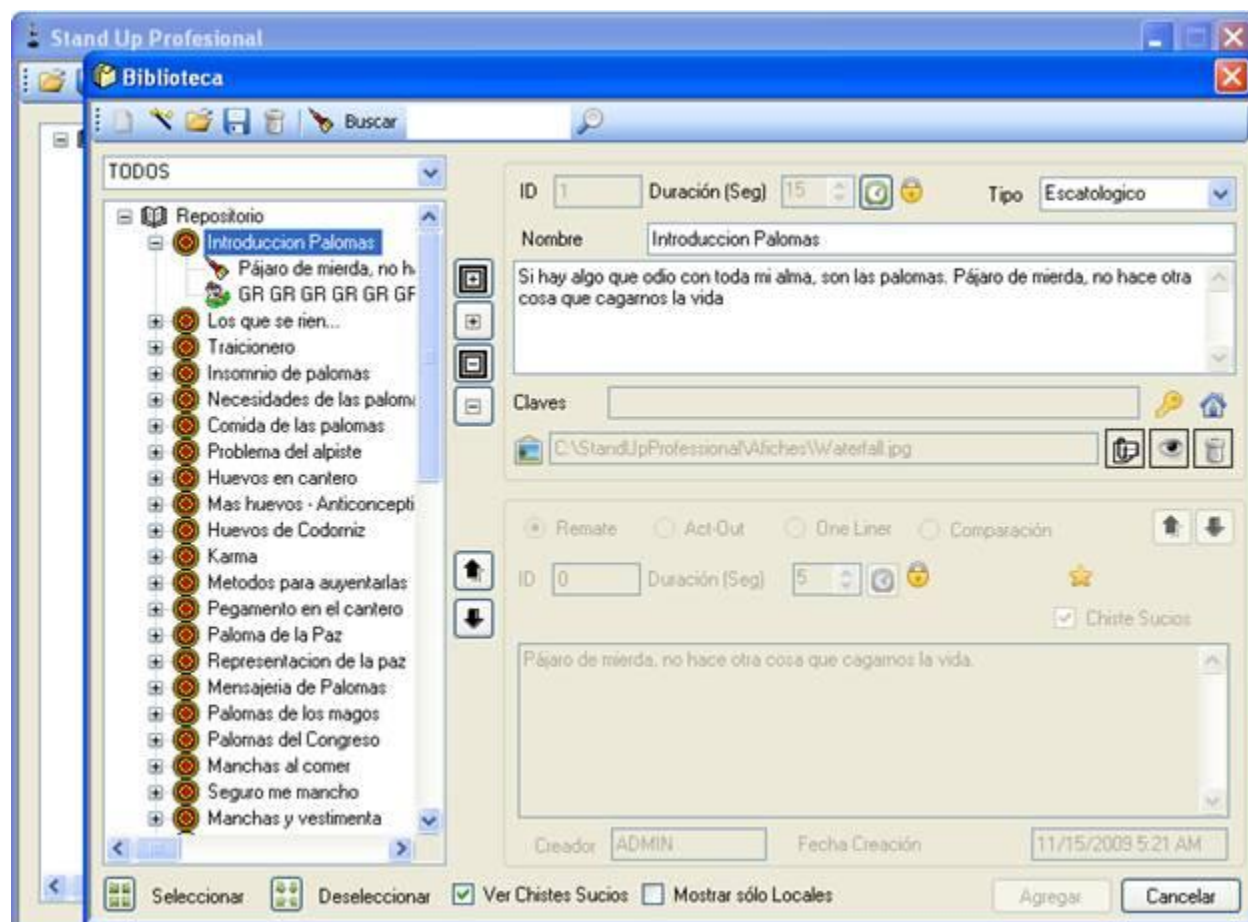 Stand Up Profesional
Biblioteca
Buscar
TODOS
Repositorio
Introduccion Palomas
Pájaro de mierda, no h
GR GR GR GR GR GF
Los que se rien...
Traicionero
Insomnio de palomas
Necesidades de las paloma
Comida de las palomas
Problema del alpiste
Huevos en cantero
Mas huevos - Anticoncepti
Huevos de Codorniz
Karma
Metodos para auyentarlas
Pegamento en el cantero
Paloma de la Paz
Representacion de la paz
Mensajeria de Palomas
Palomas de los magos
Palomas del Congreso
Manchas al comer
Seguro me mancho
Manchas y vestimenta
ID 1 Duración (Seg) 15 Tipo Escatologico
Nombre Introduccion Palomas
Si hay algo que odio con toda mi alma, son las palomas. Pájaro de mierda, no hace otra
cosa que cagarnos la vida
Claves
C:\StandUpProfessional\Afiches\Waterfall.jpg
Remate Act-Out One Liner Comparación
ID 0 Duración (Seg) 5
Chiste Sucios
Pájaro de mierda, no hace otra cosa que cagarnos la vida.
Creador ADMIN Fecha Creación 11/15/2009 5:21 AM
Seleccionar Deseleccionar Ver Chistes Sucios Mostrar sólo Locales Agregar Cancelar